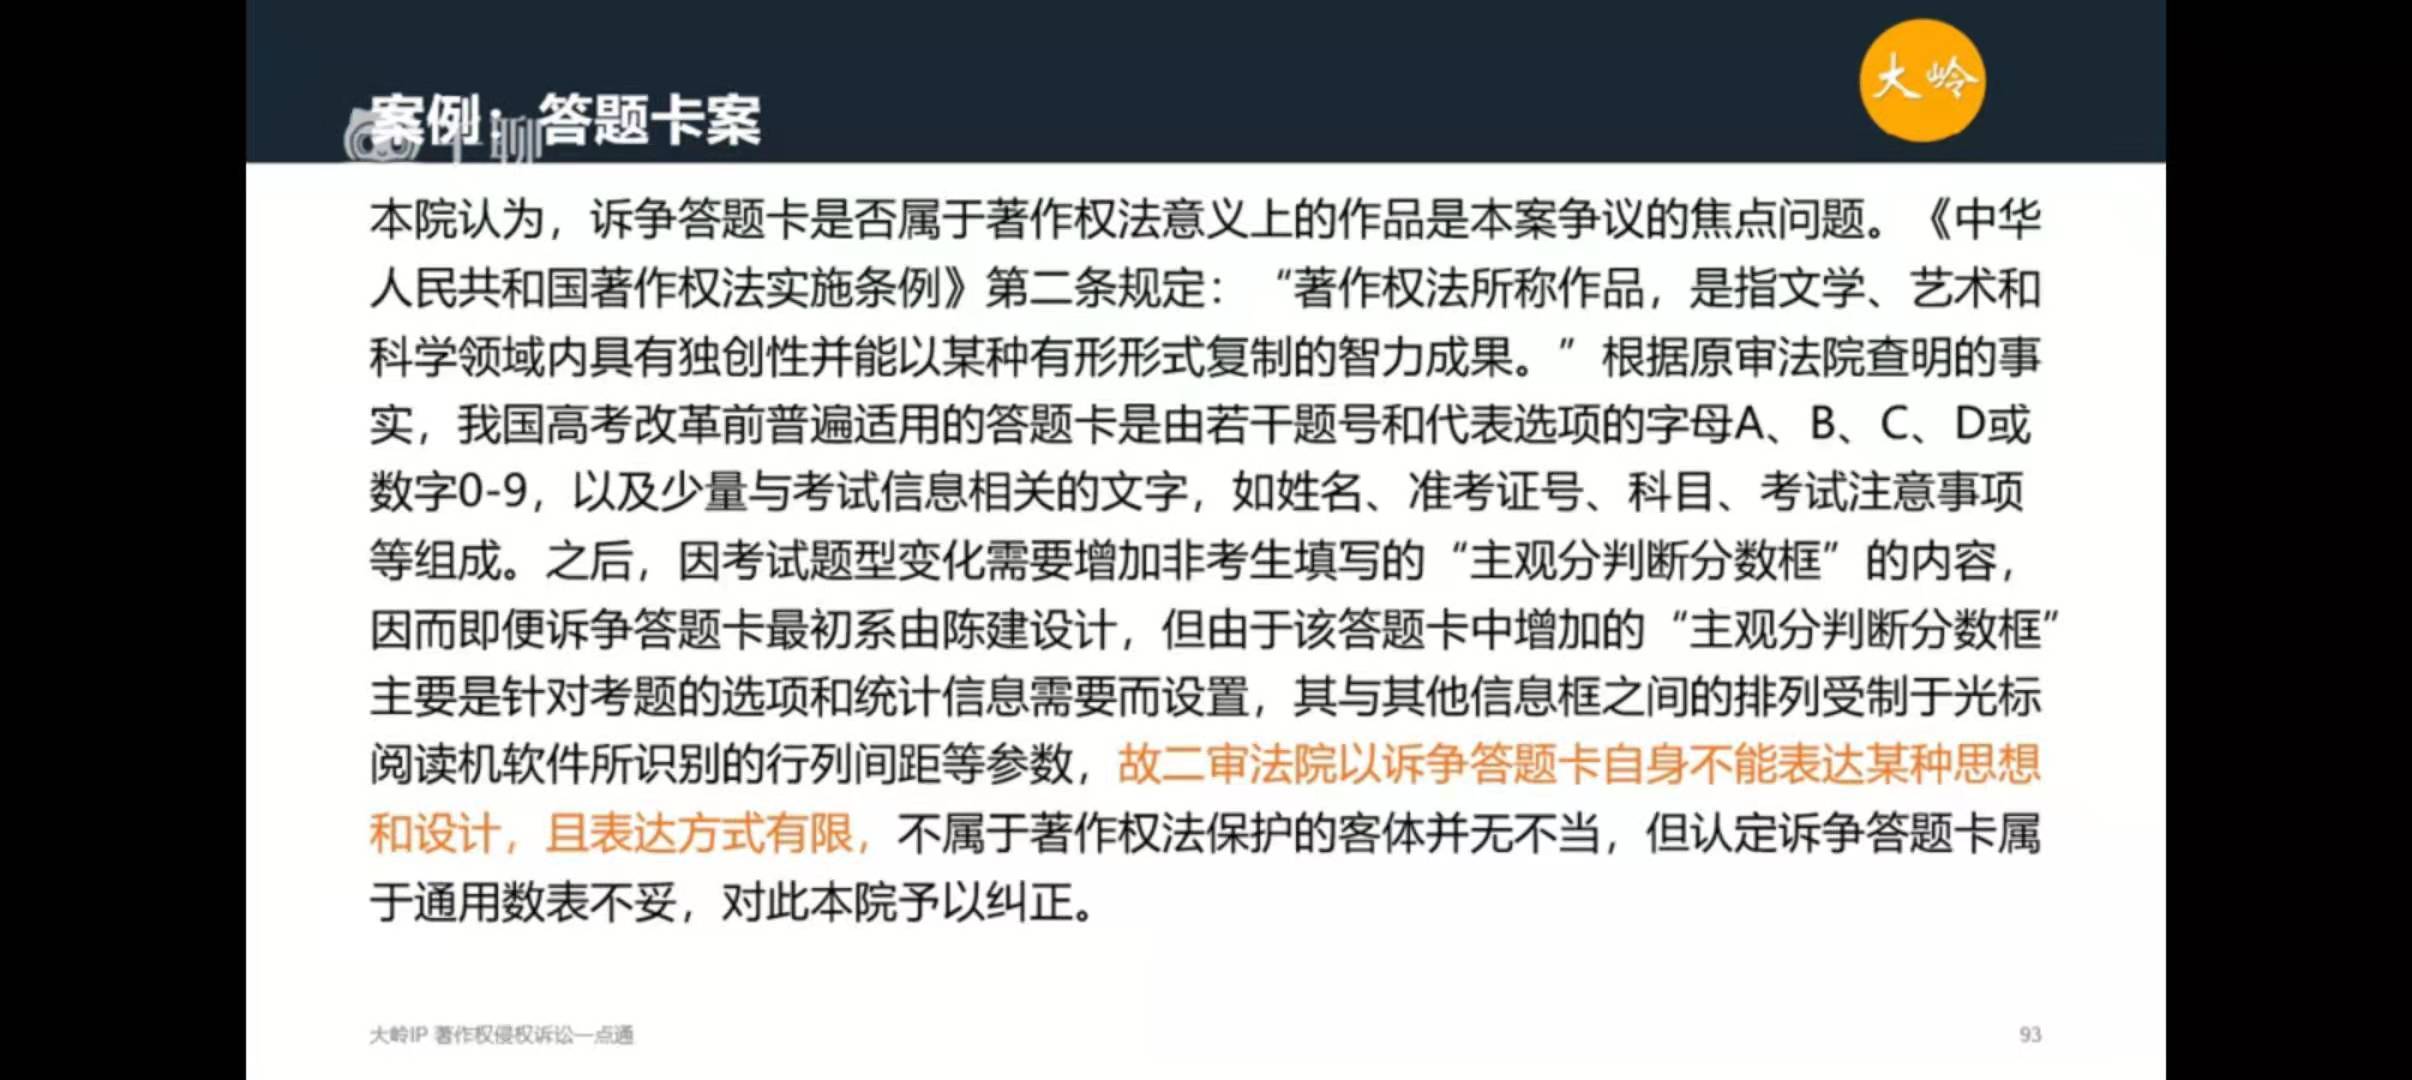 大岭
案例：答题卡案
千聊
本院认为，诉争答题卡是否属于著作权法意义上的作品是本案争议的焦点问题。《中华
人民共和国著作权法实施条例》第二条规定：“著作权法所称作品，是指文学、艺术和
科学领域内具有独创性并能以某种有形形式复制的智力成果。”根据原审法院查明的事
实，我国高考改革前普遍适用的答题卡是由若干题号和代表选项的字母A、B、C、D或
数字0-9，以及少量与考试信息相关的文字，如姓名、准考证号、科目、考试注意事项
等组成。之后，因考试题型变化需要增加非考生填写的“主观分判断分数框”的内容，
因而即便诉争答题卡最初系由陈建设计，但由于该答题卡中增加的“主观分判断分数框”
主要是针对考题的选项和统计信息需要而设置，其与其他信息框之间的排列受制于光标
阅读机软件所识别的行列间距等参数，故二审法院以诉争答题卡自身不能表达某种思想
和设计，且表达方式有限，不属于著作权法保护的客体并无不当，但认定诉争答题卡属
于通用数表不妥，对此本院予以纠正。
大岭IP 著作权侵权诉讼一点通
93